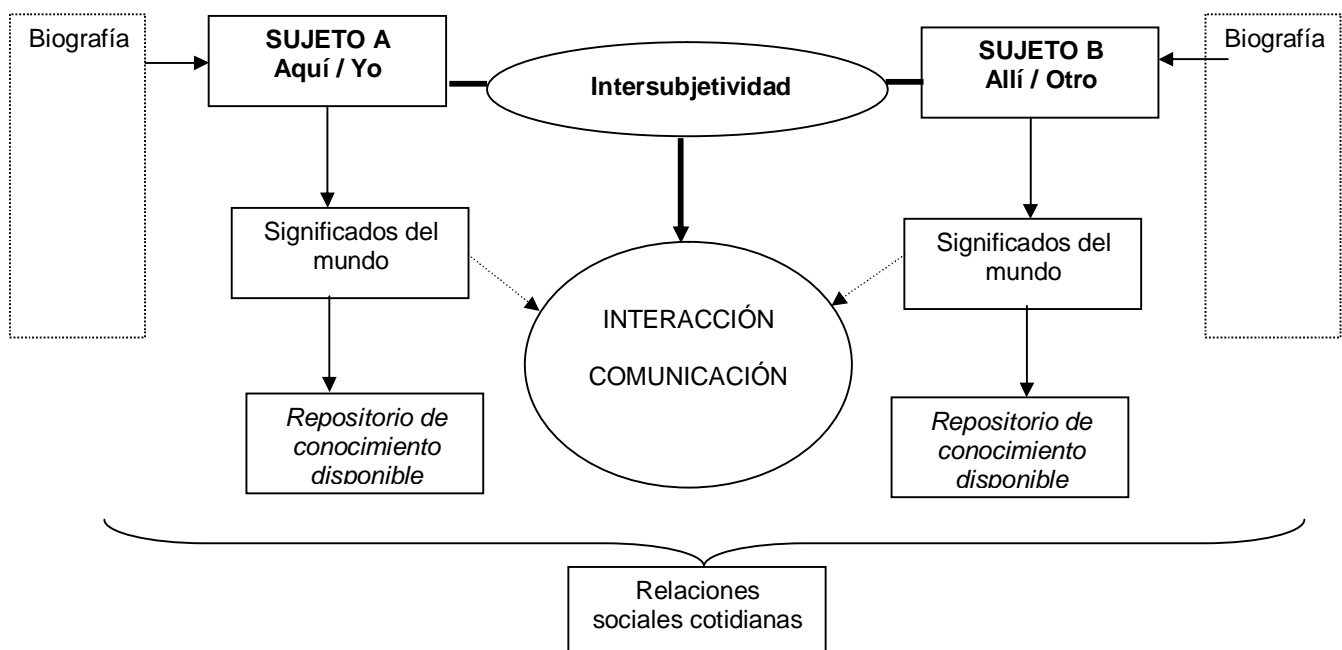 Biografía
SUJETO A
Aquí / Yo
Intersubjetividad
SUJETO B
Allí / Otro
Biografía
Significados del
mundo
INTERACCIÓN
COMUNICACIÓN
Significados del
mundo
Repositorio de
conocimiento
disponible
Repositorio de
conocimiento
disponible
Relaciones
sociales cotidianas